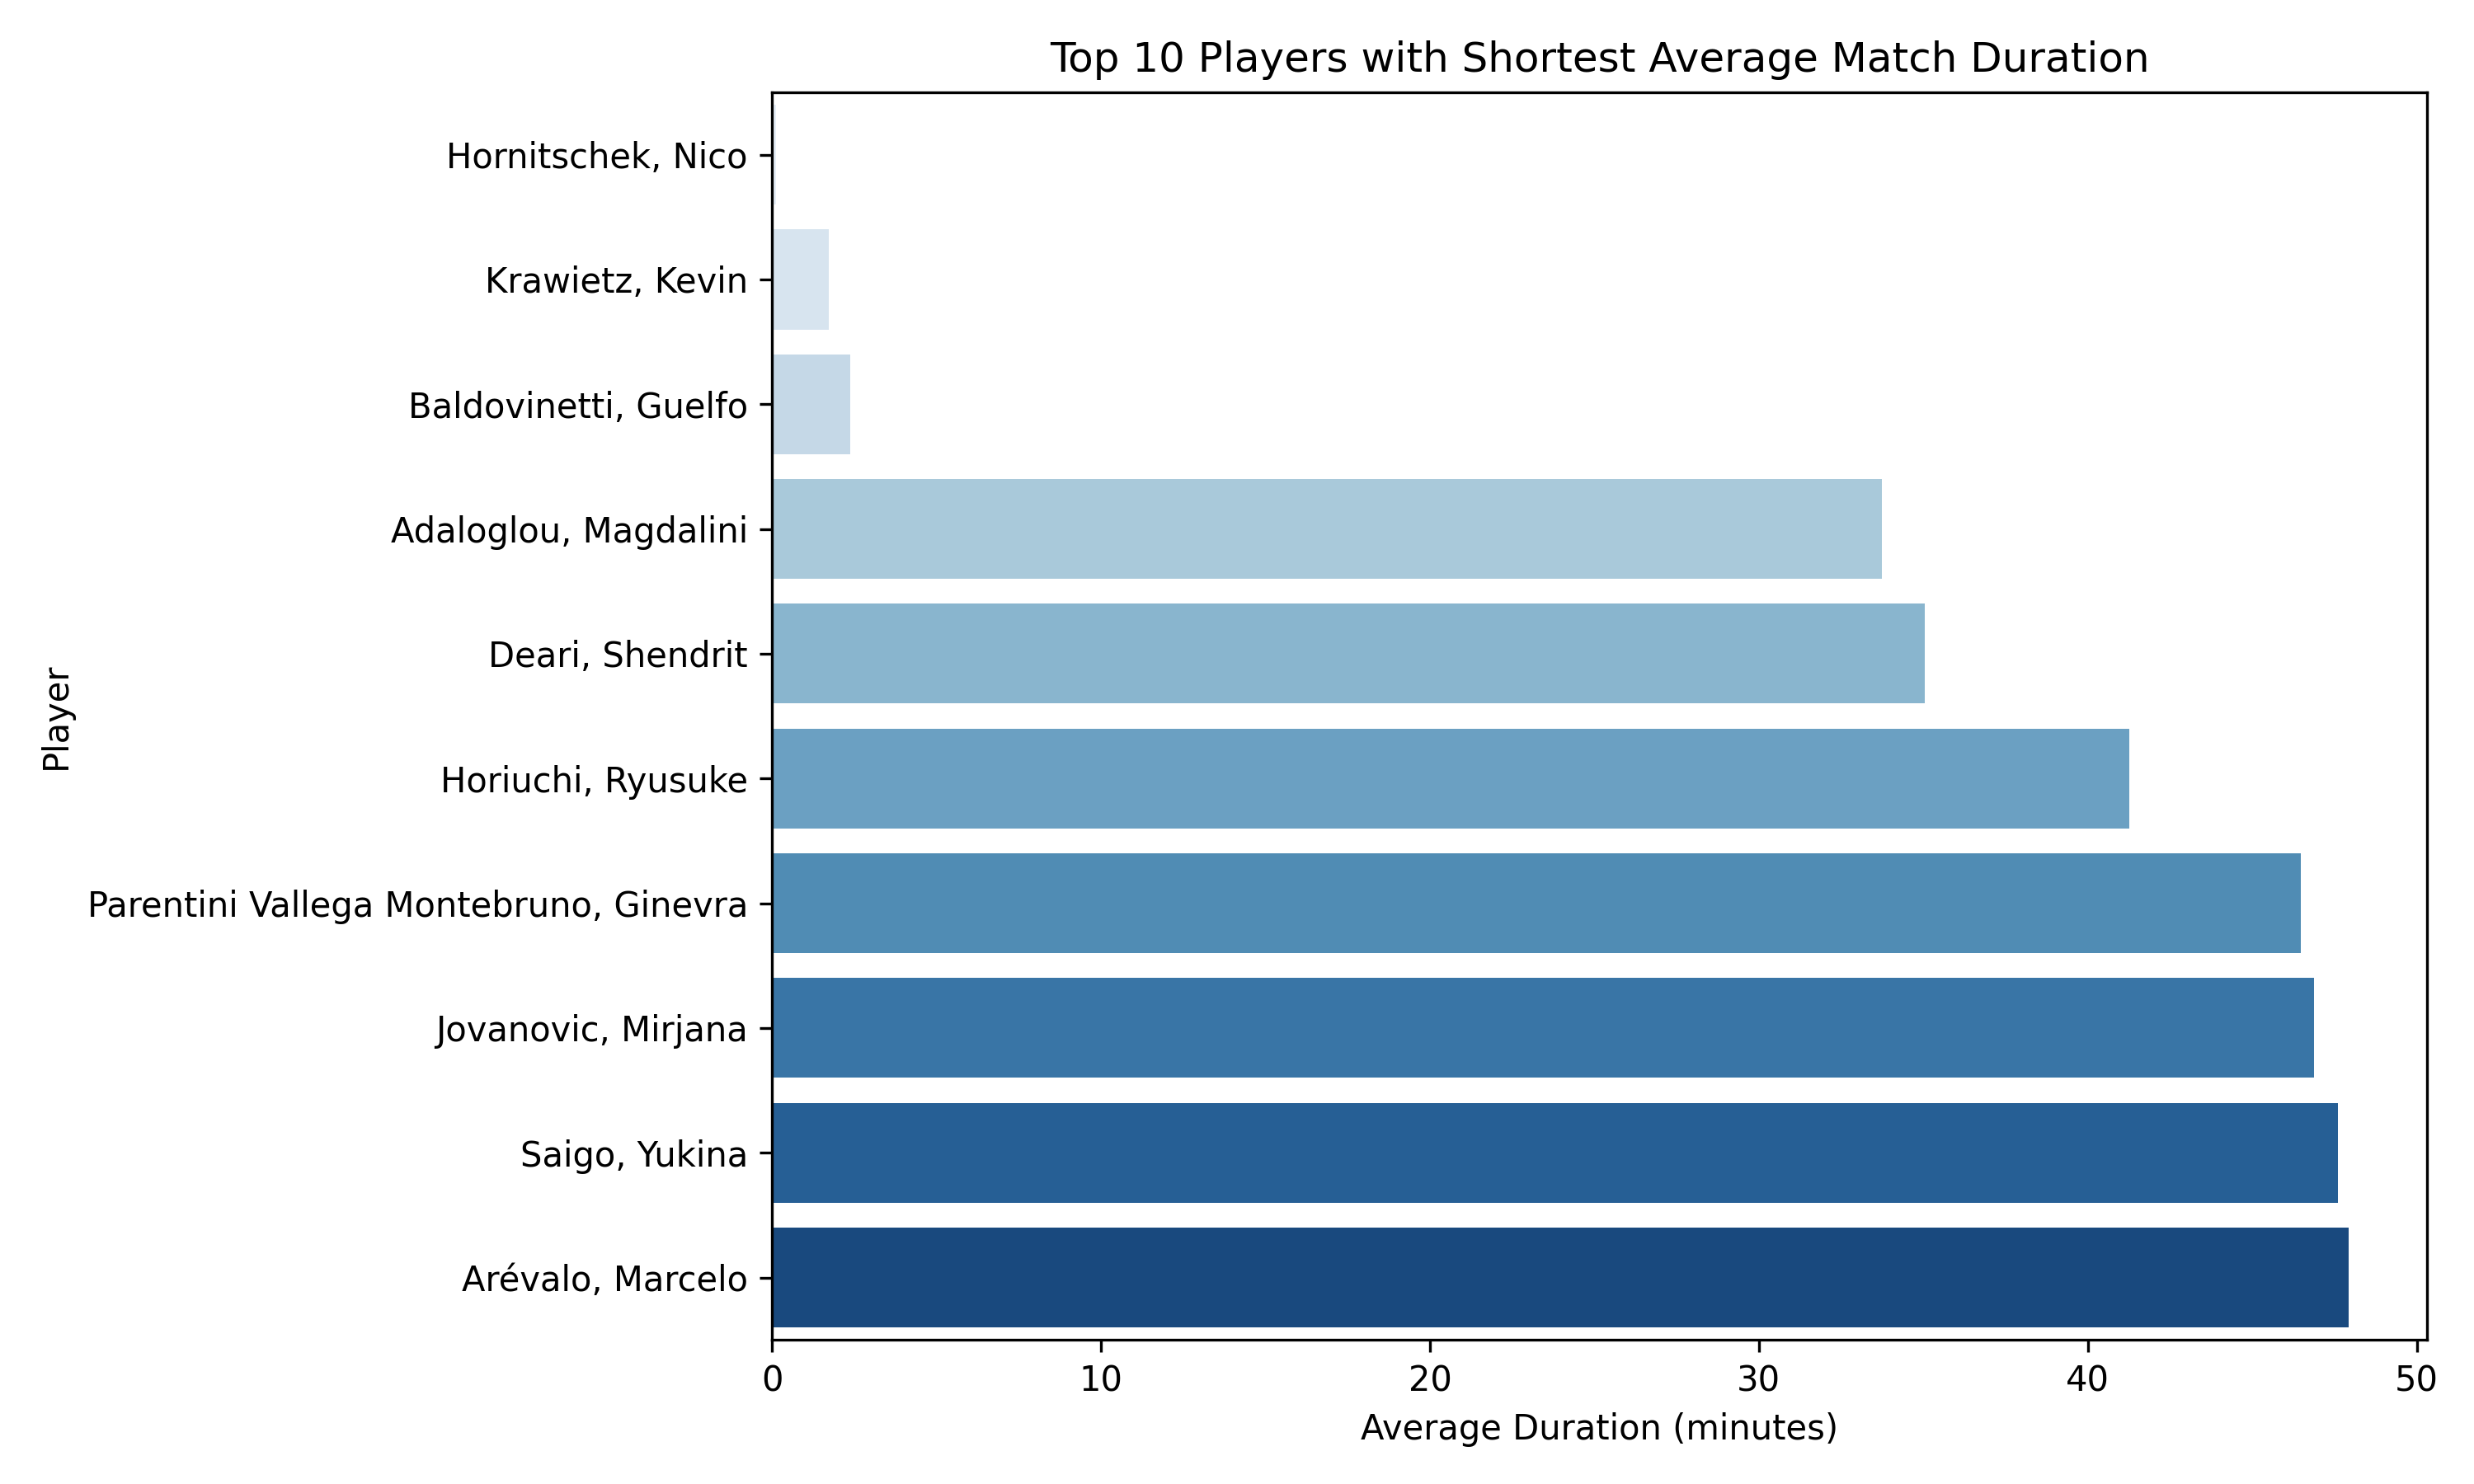 Top 10 Players with Shortest Average Match Duration
Hornitschek, Nico
Krawietz, Kevin
Baldovinetti, Guelfo
Adaloglou, Magdalini
Deari, Shendrit
Horiuchi, Ryusuke
Parentini Vallega Montebruno, Ginevra
Jovanovic, Mirjana
Saigo, Yukina
Arévalo, Marcelo
Player
0 10 20 30 40 50
Average Duration (minutes)